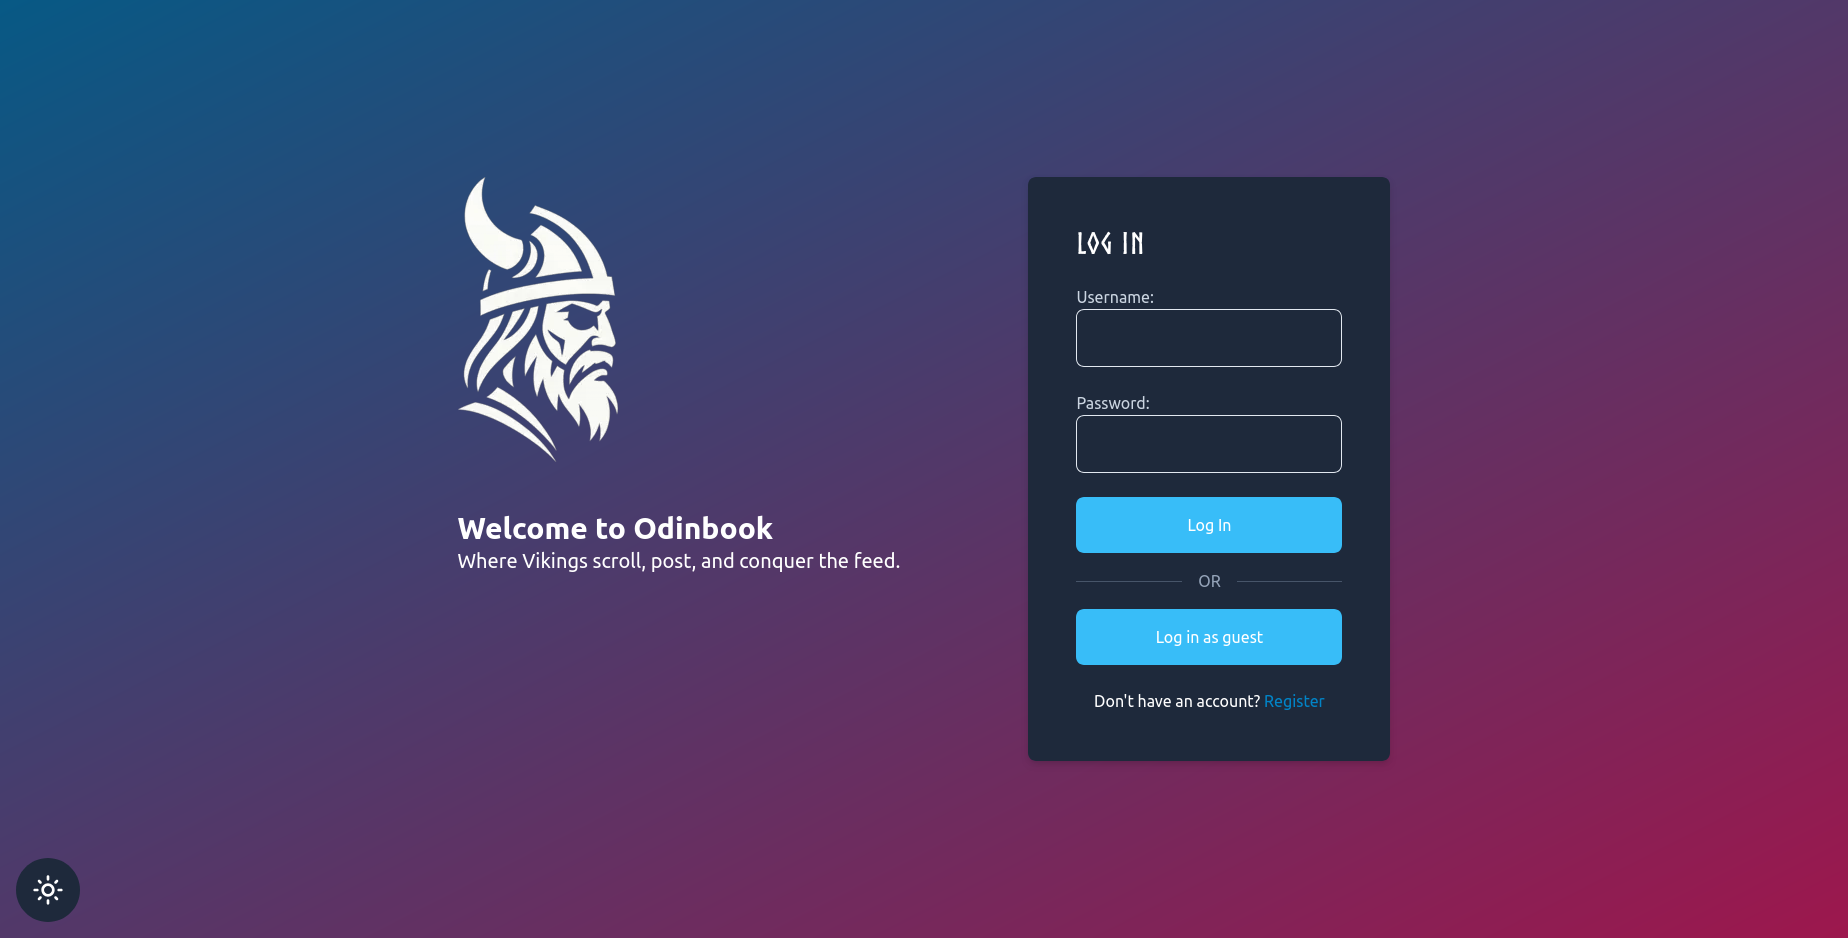 Welcome to Odinbook
Where Vikings scroll, post, and conquer the feed.
LOG IN
Username:
Password:
Log In
OR
Log in as guest
Don't have an account? Register